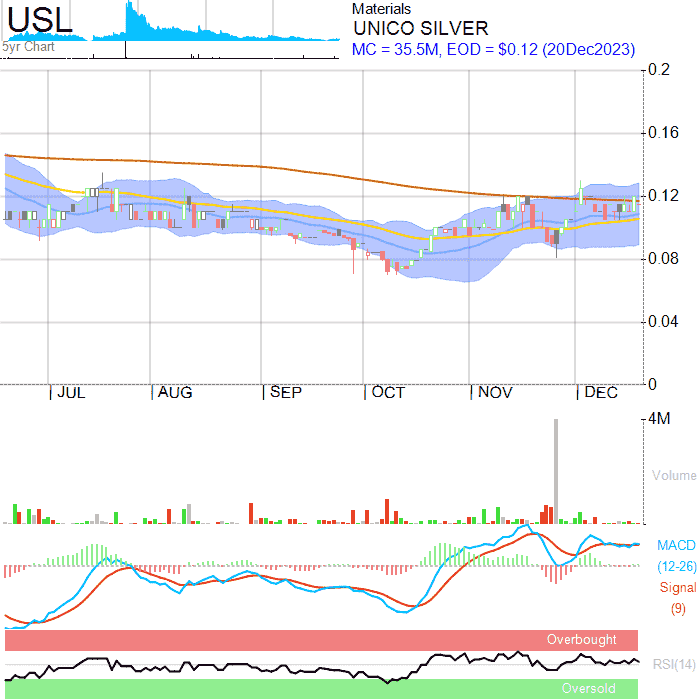 USL
5yr Chart
Materials
UNICO SILVER
MC = 35.5M, EOD = $0.12 (20Dec2023)
0.2
0.16
0.12
0.08
0.04
0
JUL AUG SEP OCT NOV DEC
4M
Volume
MACD
(12-26)
Signal
(9)
Overbought
RSI(14)
Oversold